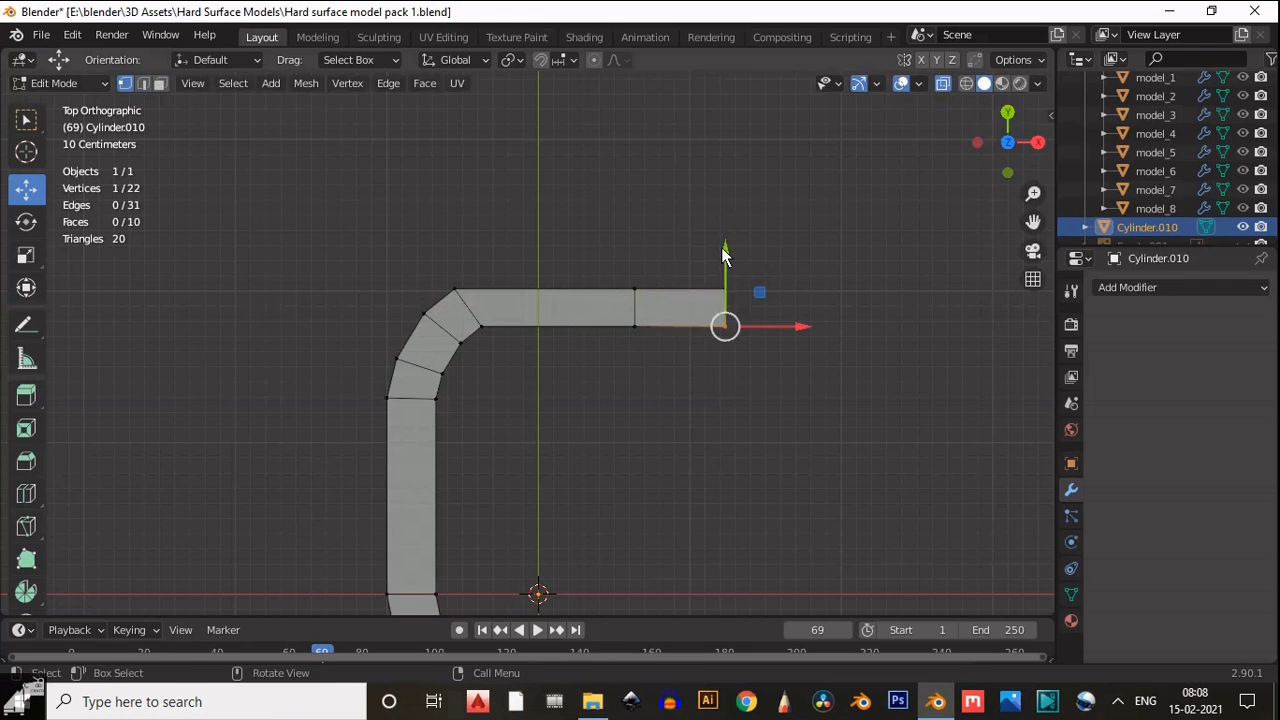 Blender* [E:\blender\3D Assets\Hard Surface Models\Hard surface model pack 1.blend]
File Edit Render Window Help Layout Modeling Sculpting UV Editing Texture Paint Shading Animation Rendering Compositing Scripting + Scene View Layer
Orientation: Default Drag: Select Box Global X Y Z Options
Edit Mode View Select Add Mesh Vertex Edge Face UV
Top Orthographic
(69) Cylinder.010
10 Centimeters
Objects 1/1
Vertices 1/22
Edges 0/31
Faces 0/10
Triangles 20
Y
Z X
model_1
model_2
model_3
model_4
model_5
model_6
model_7
model_8
Cylinder.010
Cylinder.010
Add Modifier
Playback Keying View Marker 69 Start 1 End 250
0 20 40 60 69 80 100 120 140 160 180 200 220 240 260
Select Box Select Rotate View Call Menu 2.90.1
Type here to search Ai Ps ENG 08:08
15-02-2021